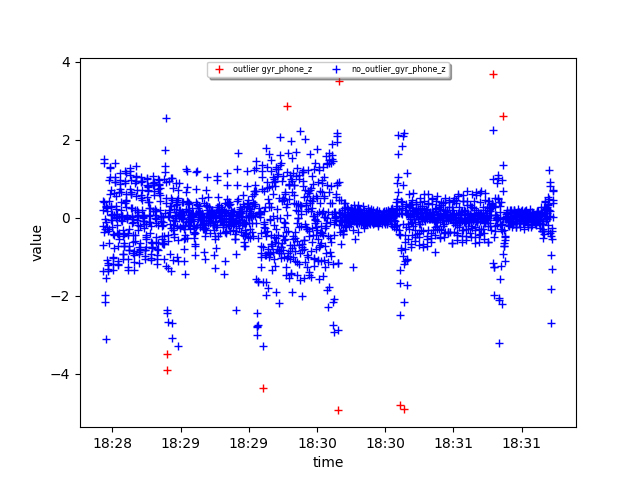 4
2
0
−2
−4
value
outlier gyr_phone_z no_outlier_gyr_phone_z
18:28 18:29 18:29 18:30 18:30 18:31 18:31
time